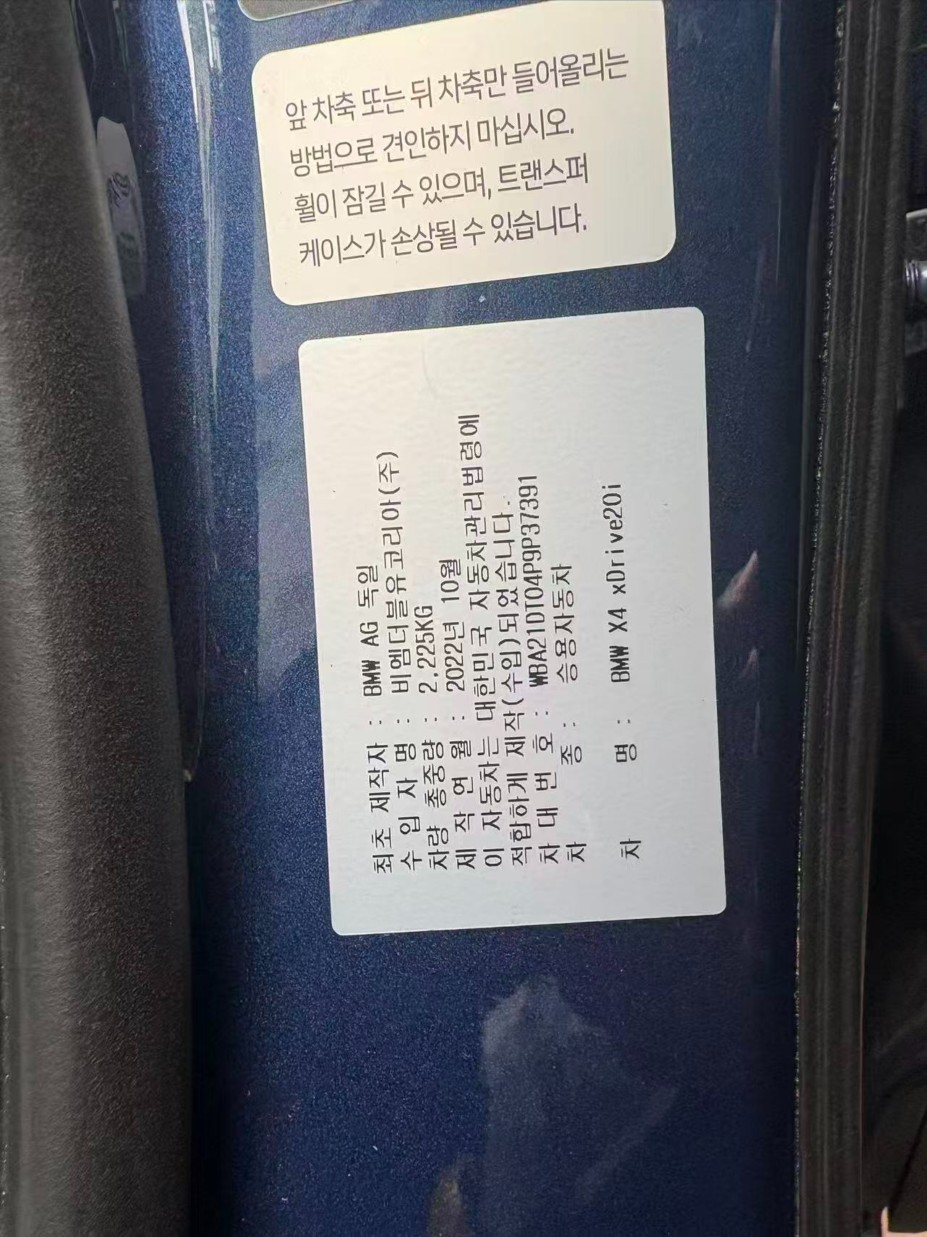 앞 차축 또는 뒤 차축만 들어올리는
방법으로 견인하지 마십시오.
휠이 잠길 수 있으며, 트랜스퍼
케이스가 손상될 수 있습니다.
최초 제작자 : BMW AG 독일
수 입 자 명 : 비엠더블유코리아(주)
차량 총중량 : 2,225KG
제 작 연 월 : 2022년 10월
이 자동차는 대한민국 자동차관리법령에
적합하게 제작(수입)되었습니다.
차 대 번 호 : WBA21DT04P9P37391
차 종 : 승용자동차
차 명 : BMW X4 xDrive20i